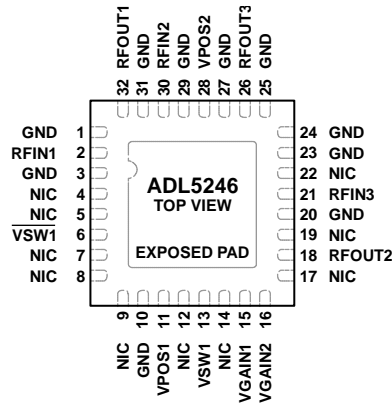 RFOUT1
GND
RFIN2
GND
VPOS2
GND
RFOUT3
GND
32 31 30 29 28 27 26 25
GND 1
RFIN1 2
GND 3
NIC 4
NIC 5
VSW1 6
NIC 7
NIC 8
ADL5246
TOP VIEW
EXPOSED PAD
24 GND
23 GND
22 NIC
21 RFIN3
20 GND
19 NIC
18 RFOUT2
17 NIC
9 10 11 12 13 14 15 16
NIC
GND
VPOS1
NIC
VSW1
NIC
VGAIN1
VGAIN2